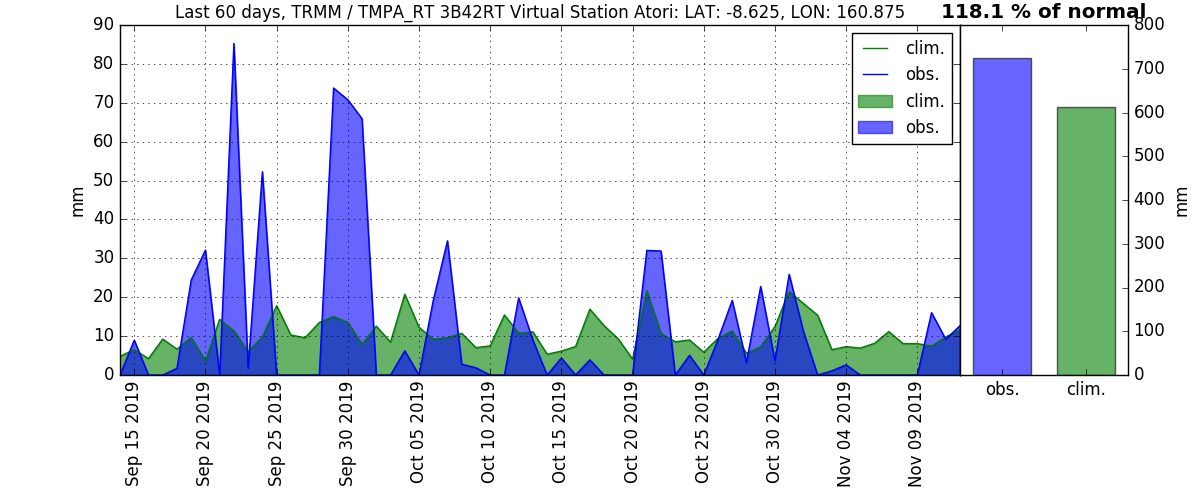 Last 60 days, TRMM / TMPA_RT 3B42RT Virtual Station Atori: LAT: -8.625, LON: 160.875
118.1 % of normal
90
80
70
60
50
40
30
20
10
0
mm
clim.
obs.
clim.
obs.
800
700
600
500
400
300
200
100
0
mm
obs.
clim.
Sep 15 2019
Sep 20 2019
Sep 25 2019
Sep 30 2019
Oct 05 2019
Oct 10 2019
Oct 15 2019
Oct 20 2019
Oct 25 2019
Oct 30 2019
Nov 04 2019
Nov 09 2019